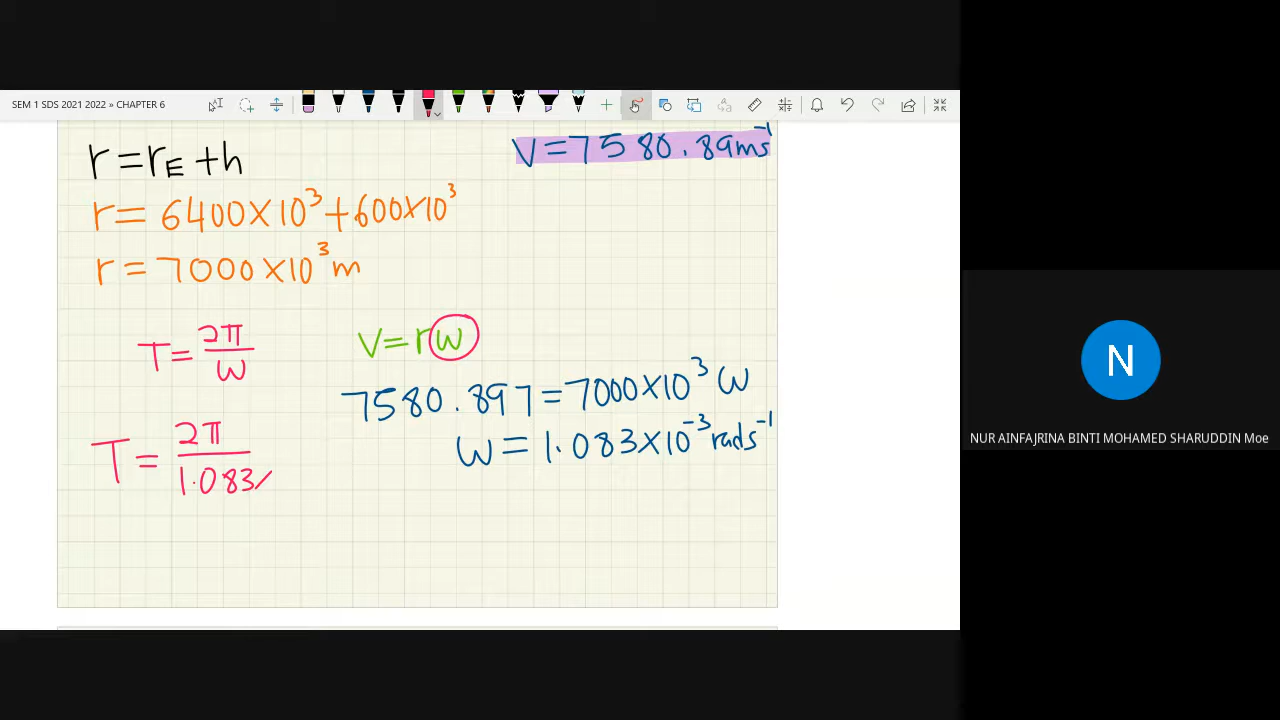 SEM 1 SDS 2021 2022 » CHAPTER 6
V=7580.89ms⁻¹
r=r_E+h
r=6400×10³+600×10³
r=7000×10³m
T=2π/ω
V=rω
7580.897=7000×10³ω
ω=1.083×10⁻³rads⁻¹
T=2π/1.083
N
NUR AINFAJRINA BINTI MOHAMED SHARUDDIN Moe